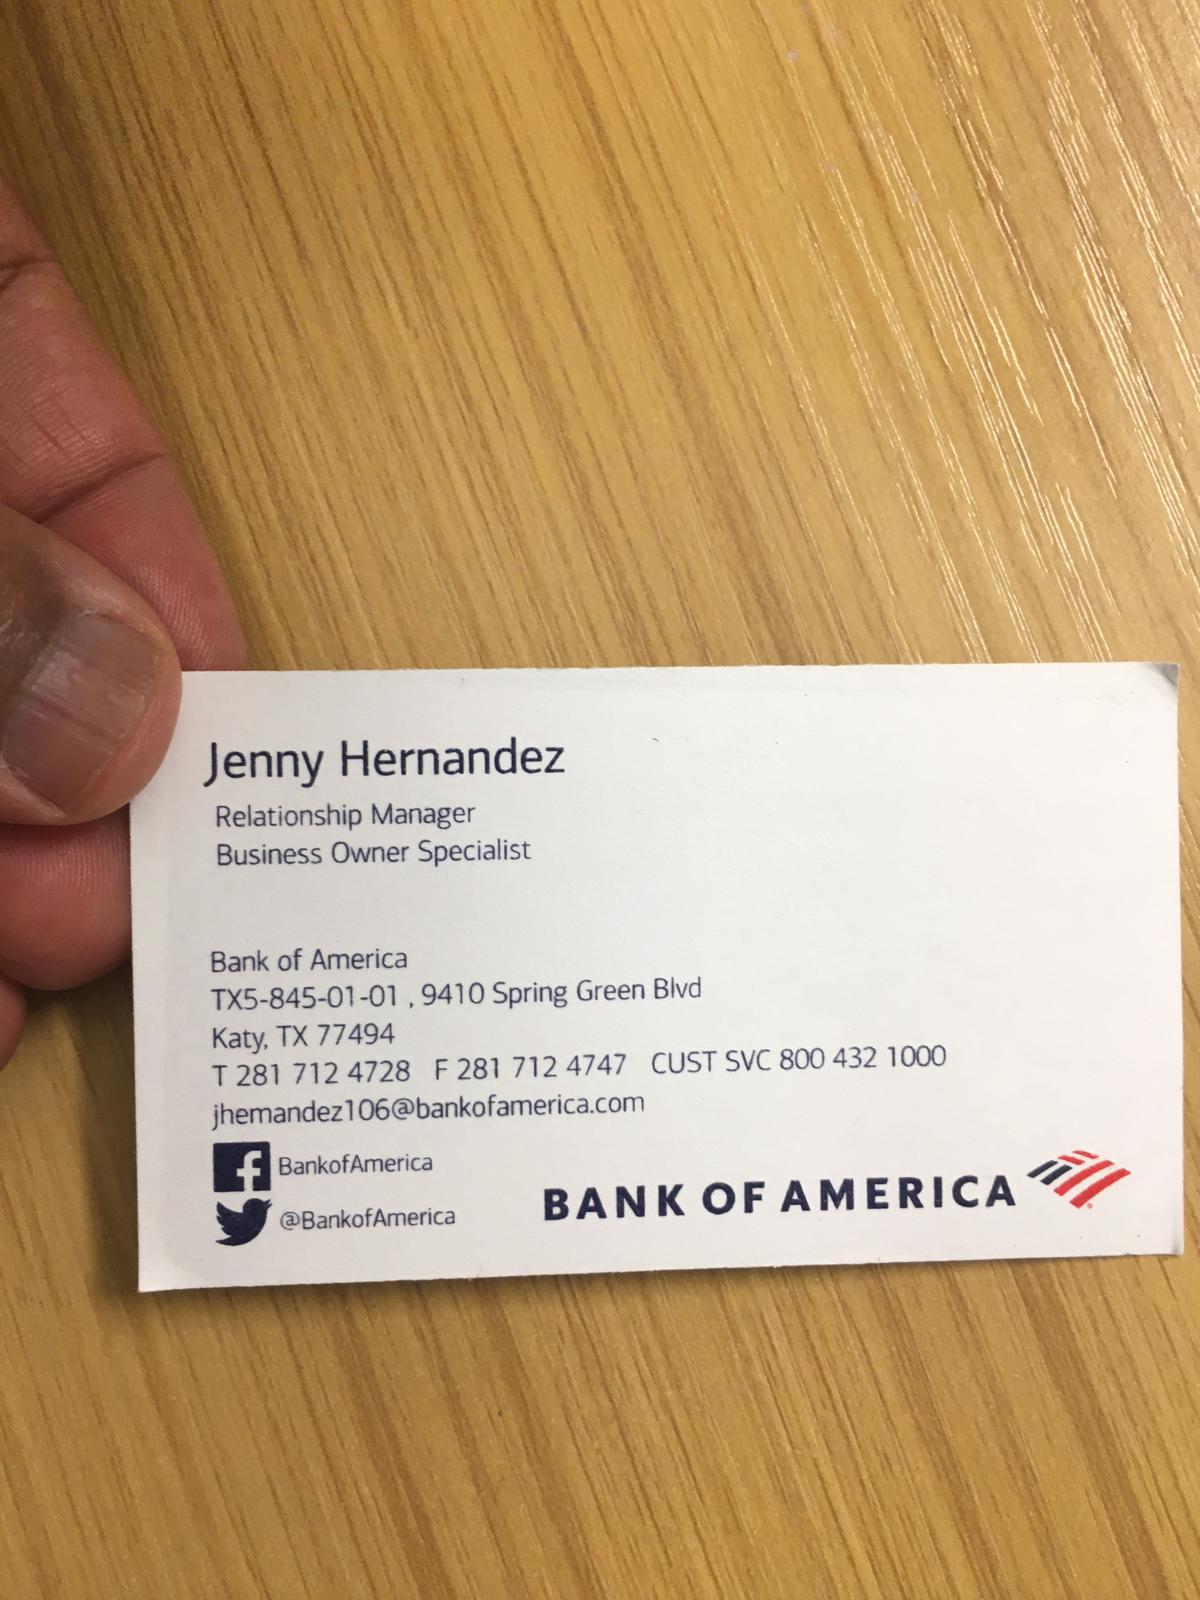 Jenny Hernandez
Relationship Manager
Business Owner Specialist
Bank of America
TX5-845-01-01 , 9410 Spring Green Blvd
Katy, TX 77494
T 281 712 4728 F 281 712 4747 CUST SVC 800 432 1000
jhernandez106@bankofamerica.com
BankofAmerica
@BankofAmerica
BANK OF AMERICA